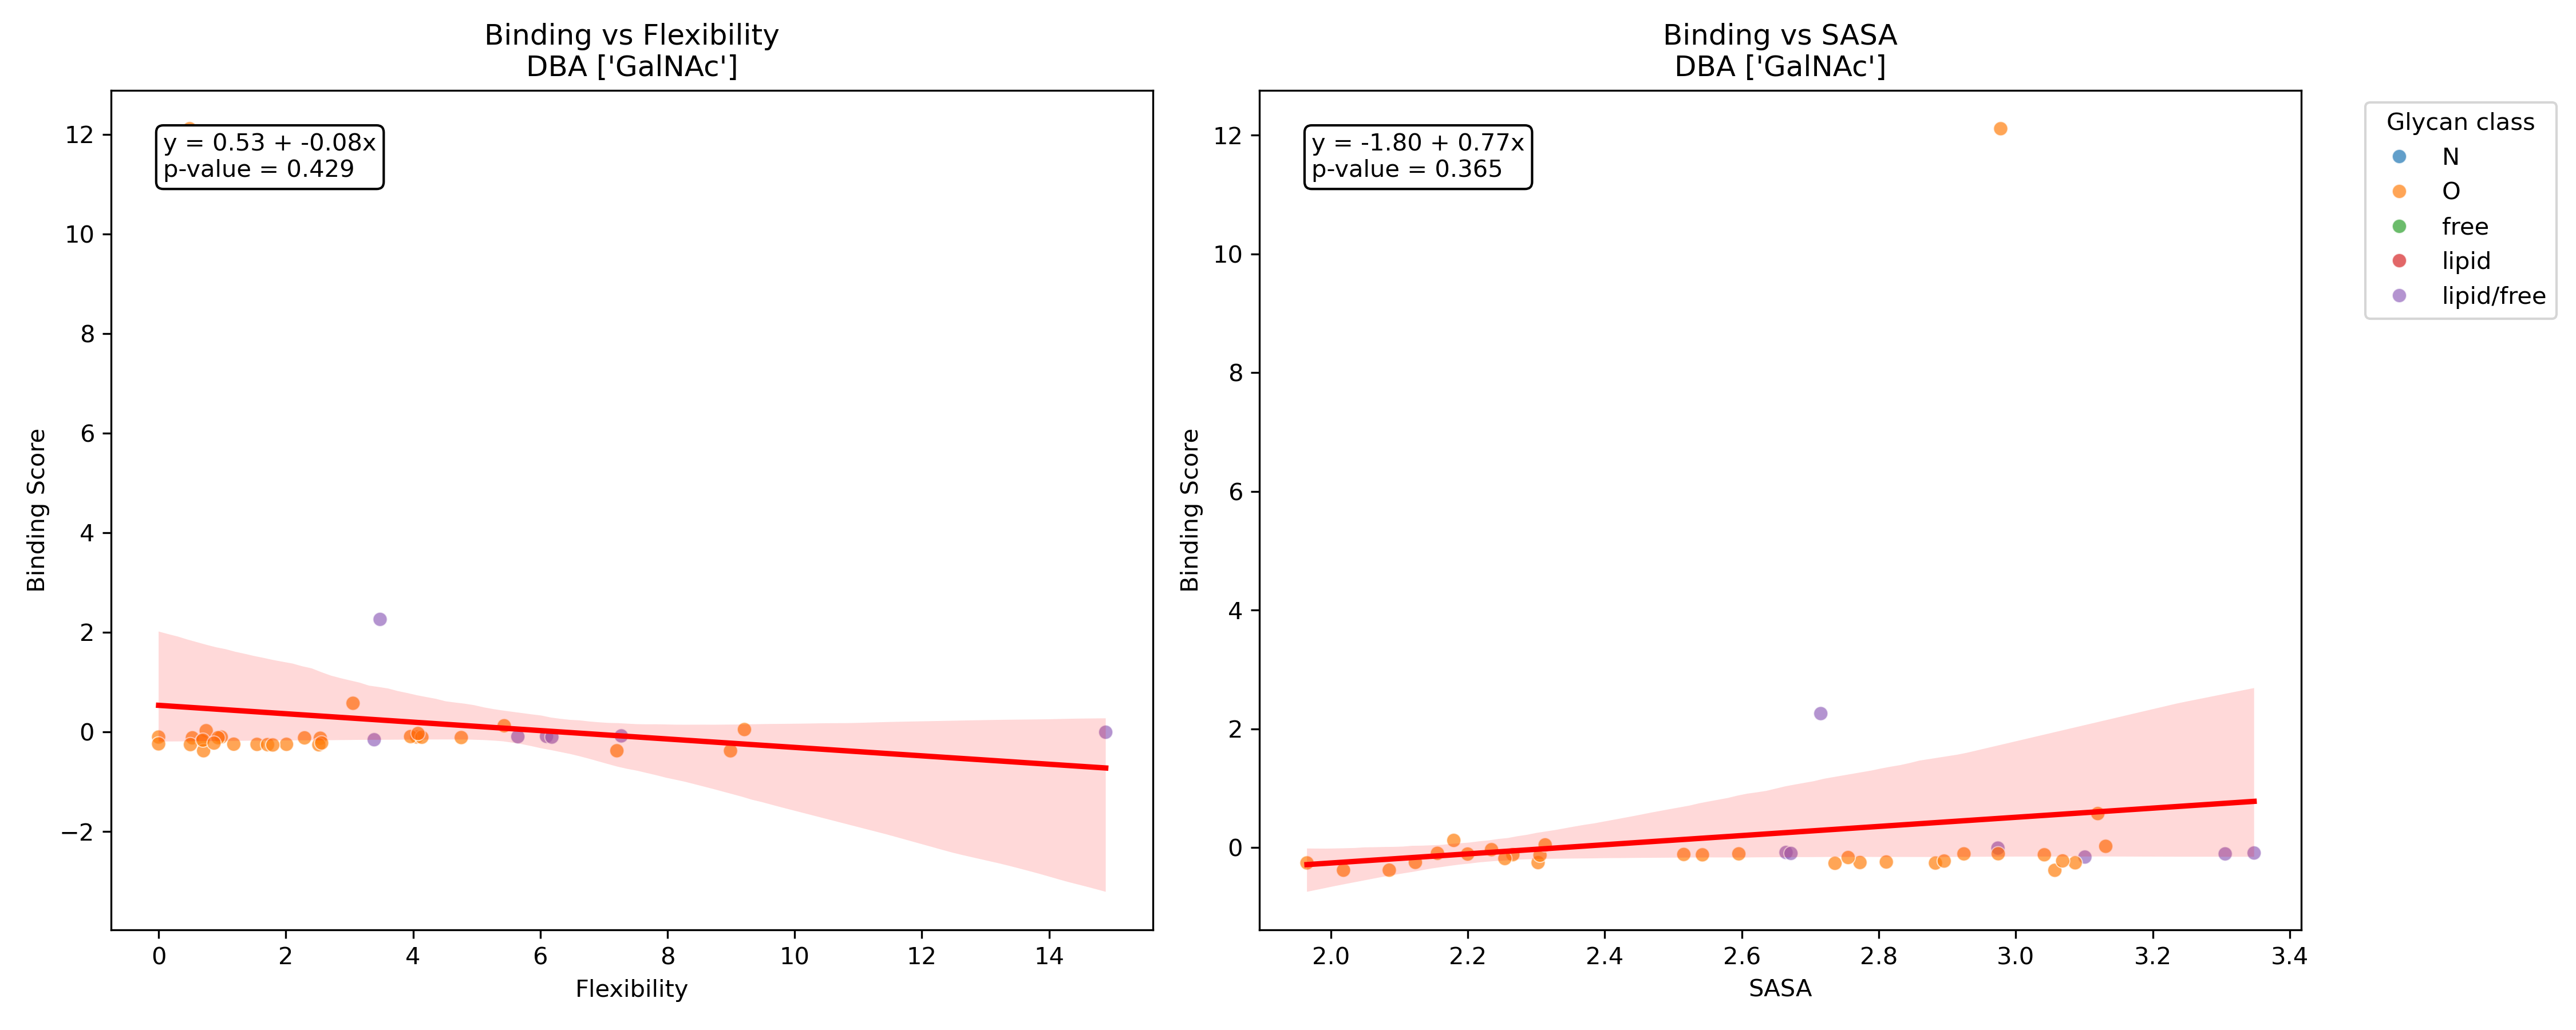 Binding vs Flexibility
DBA ['GalNAc']
y = 0.53 + -0.08x
p-value = 0.429
12
10
8
6
4
2
0
−2
Binding Score
0 2 4 6 8 10 12 14
Flexibility
Binding vs SASA
DBA ['GalNAc']
y = -1.80 + 0.77x
p-value = 0.365
12
10
8
6
4
2
0
Binding Score
2.0 2.2 2.4 2.6 2.8 3.0 3.2 3.4
SASA
Glycan class
N
O
free
lipid
lipid/free